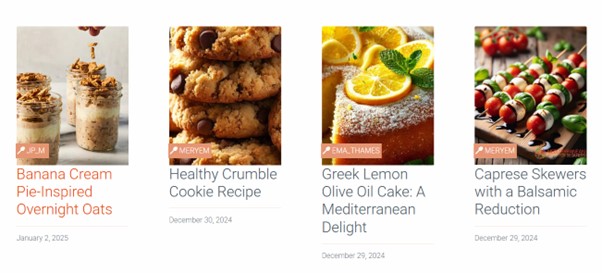 JP_M
MERYEM
EMA_THAMES
MERYEM
Banana Cream
Pie-Inspired
Overnight Oats
January 2, 2025
Healthy Crumble
Cookie Recipe
December 30, 2024
Greek Lemon
Olive Oil Cake: A
Mediterranean
Delight
December 29, 2024
Caprese Skewers
with a Balsamic
Reduction
December 29, 2024